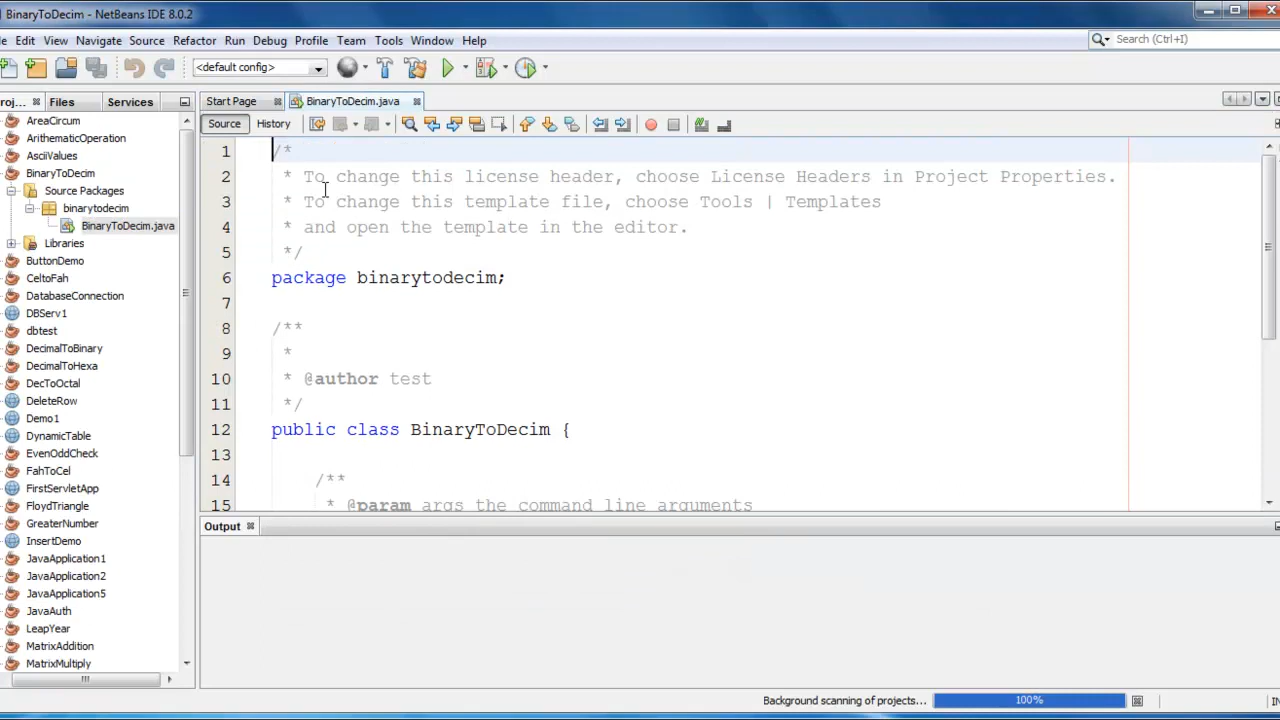 BinaryToDecim - NetBeans IDE 8.0.2
e Edit View Navigate Source Refactor Run Debug Profile Team Tools Window Help
Search (Ctrl+I)
<default config>
roj... Files Services
Start Page BinaryToDecim.java
Source History
AreaCircum
ArithematicOperation
AsciiValues
BinaryToDecim
Source Packages
binarytodecim
BinaryToDecim.java
Libraries
ButtonDemo
CeltoFah
DatabaseConnection
DBServ1
dbtest
DecimalToBinary
DecimalToHexa
DecToOctal
DeleteRow
Demo1
DynamicTable
EvenOddCheck
FahToCel
FirstServletApp
FloydTriangle
GreaterNumber
InsertDemo
JavaApplication1
JavaApplication2
JavaApplication5
JavaAuth
LeapYear
MatrixAddition
MatrixMultiply
1 /*
2 * To change this license header, choose License Headers in Project Properties.
3 * To change this template file, choose Tools | Templates
4 * and open the template in the editor.
5 */
6 package binarytodecim;
7
8 /**
9 *
10 * @author test
11 */
12 public class BinaryToDecim {
13
14 /**
15 * @param args the command line arguments
Output
Background scanning of projects... 100%
IN